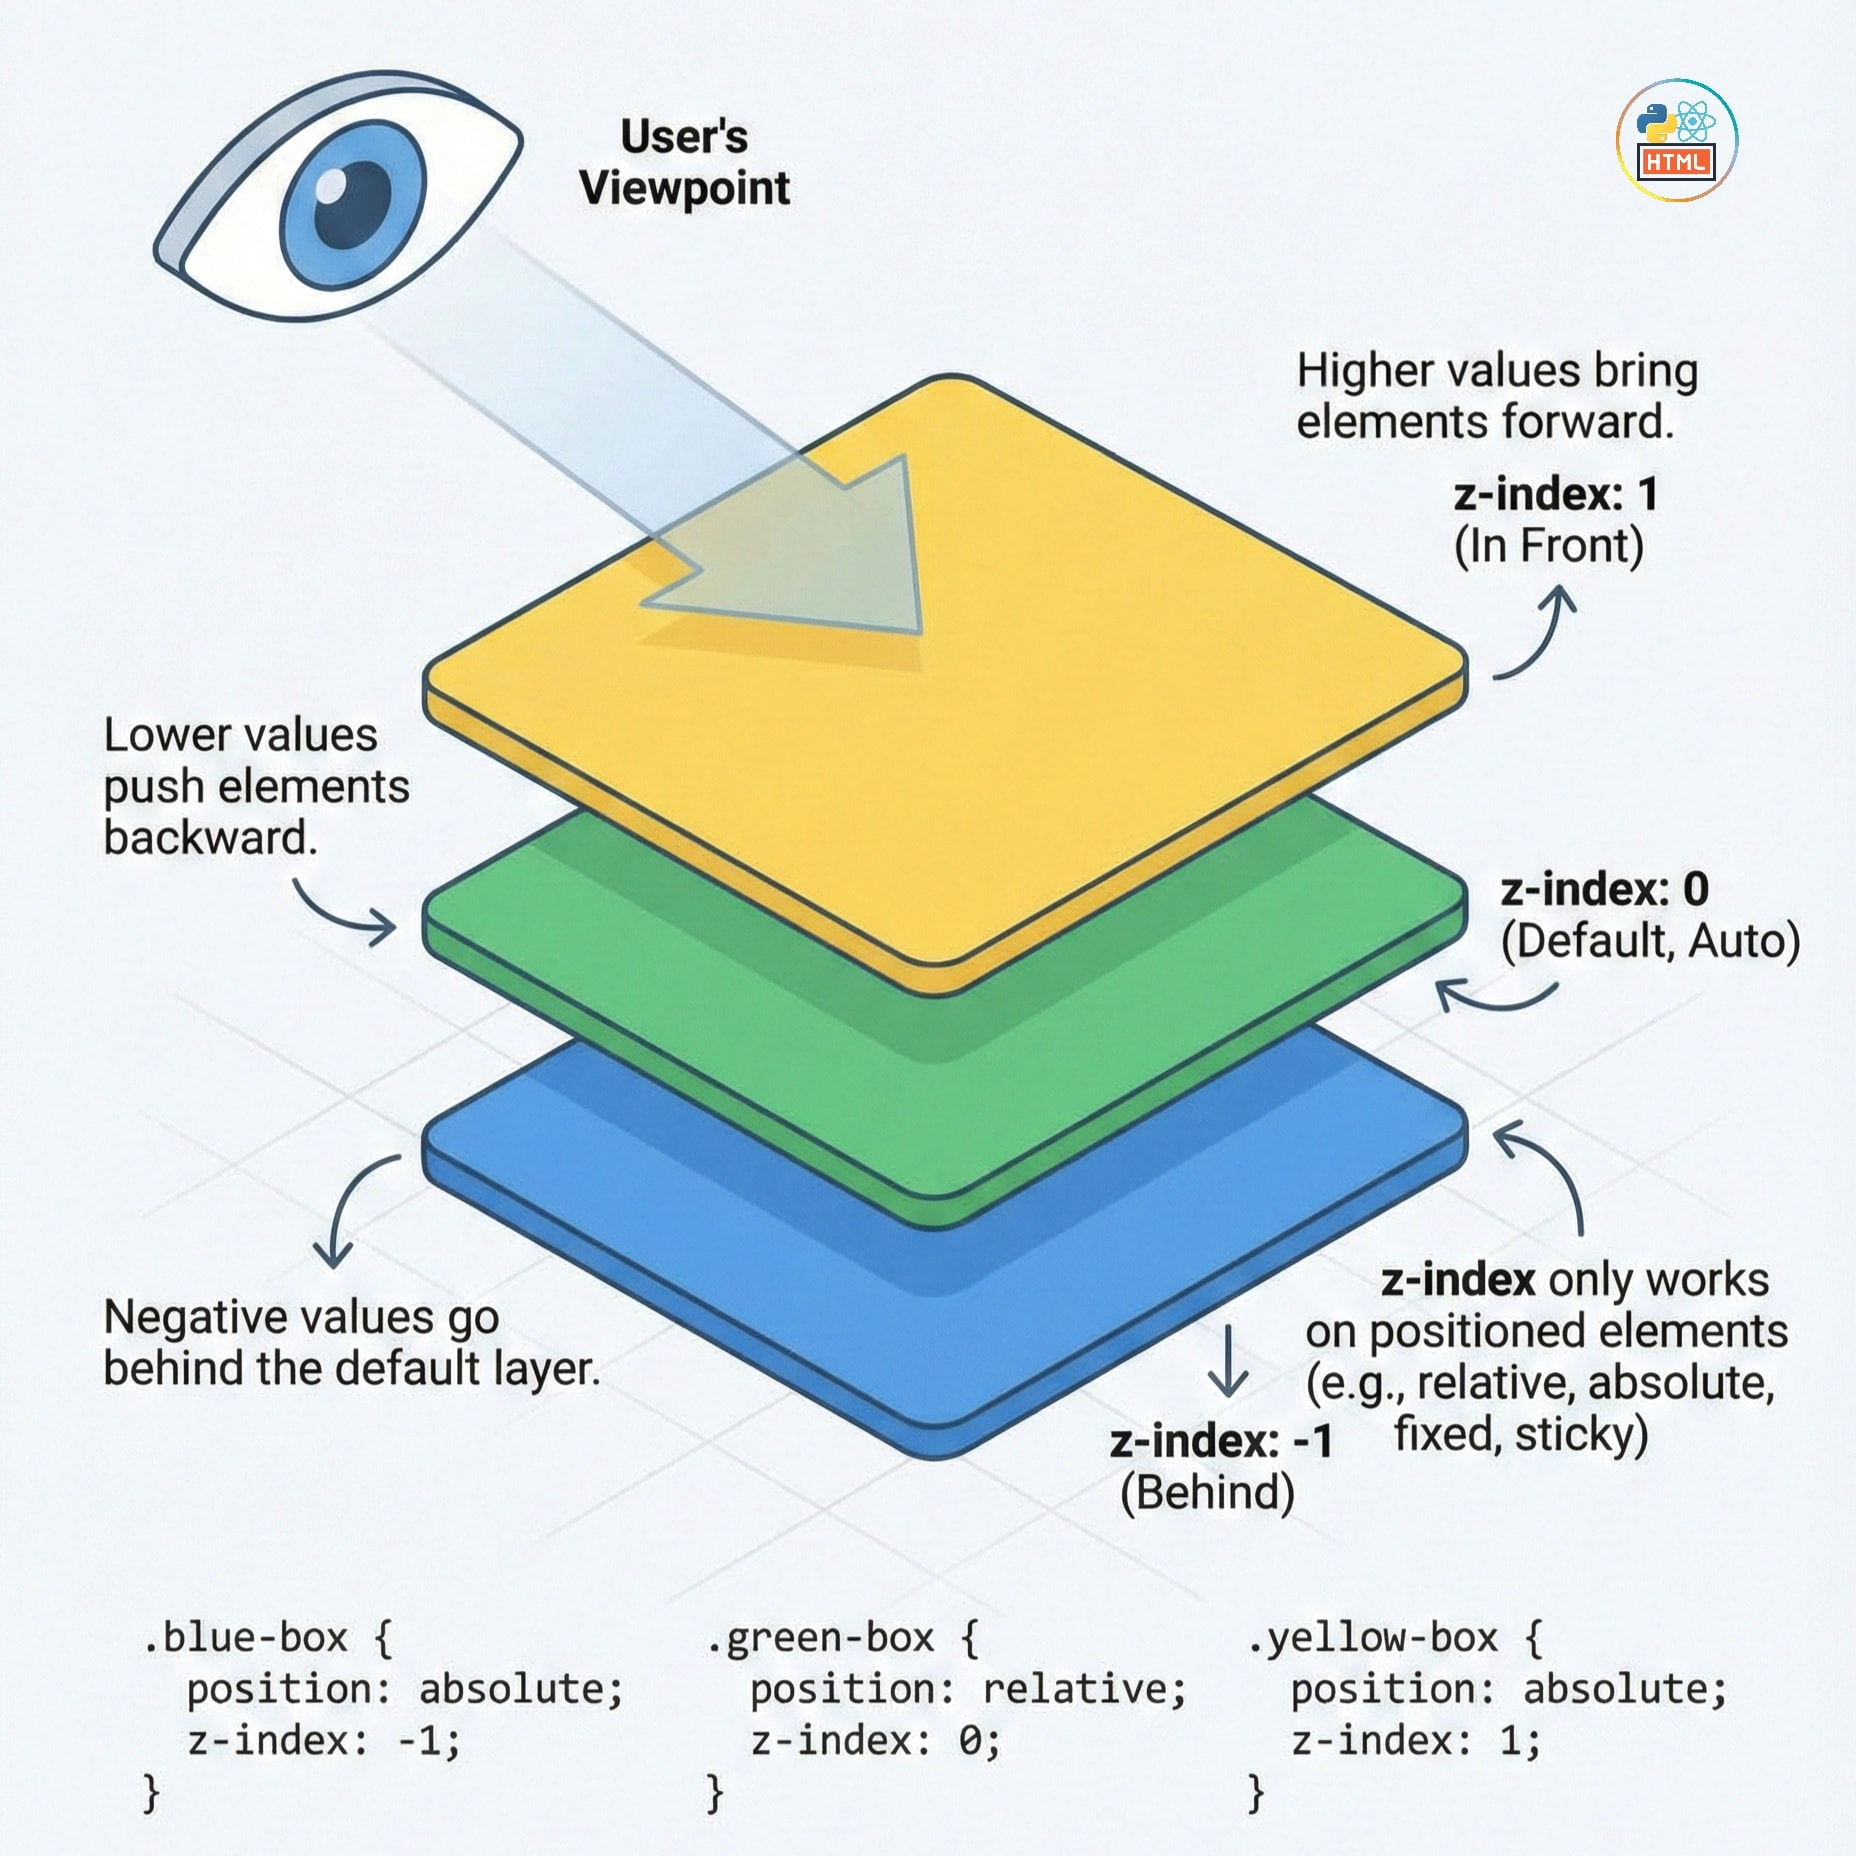 User's
Viewpoint
HTML
Higher values bring
elements forward.
z-index: 1
(In Front)
Lower values
push elements
backward.
z-index: 0
(Default, Auto)
Negative values go
behind the default layer.
z-index only works
on positioned elements
(e.g., relative, absolute,
fixed, sticky)
z-index: -1
(Behind)
.blue-box {
  position: absolute;
  z-index: -1;
}
.green-box {
  position: relative;
  z-index: 0;
}
.yellow-box {
  position: absolute;
  z-index: 1;
}